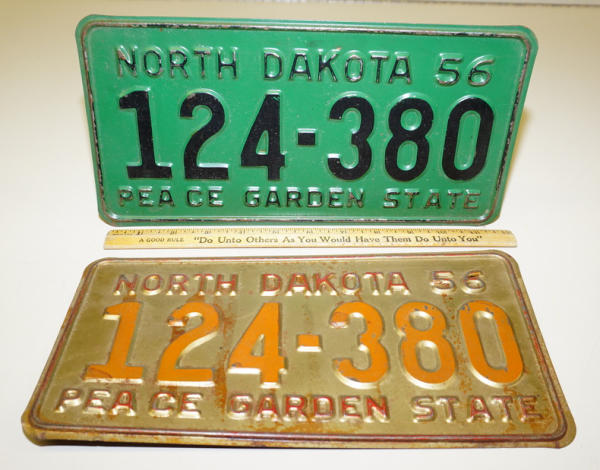 NORTH DAKOTA 56
124-380
PEACE GARDEN STATE
A GOOD RULE "Do Unto Others As You Would Have Them Do Unto You"
NORTH DAKOTA 56
124-380
PEACE GARDEN STATE